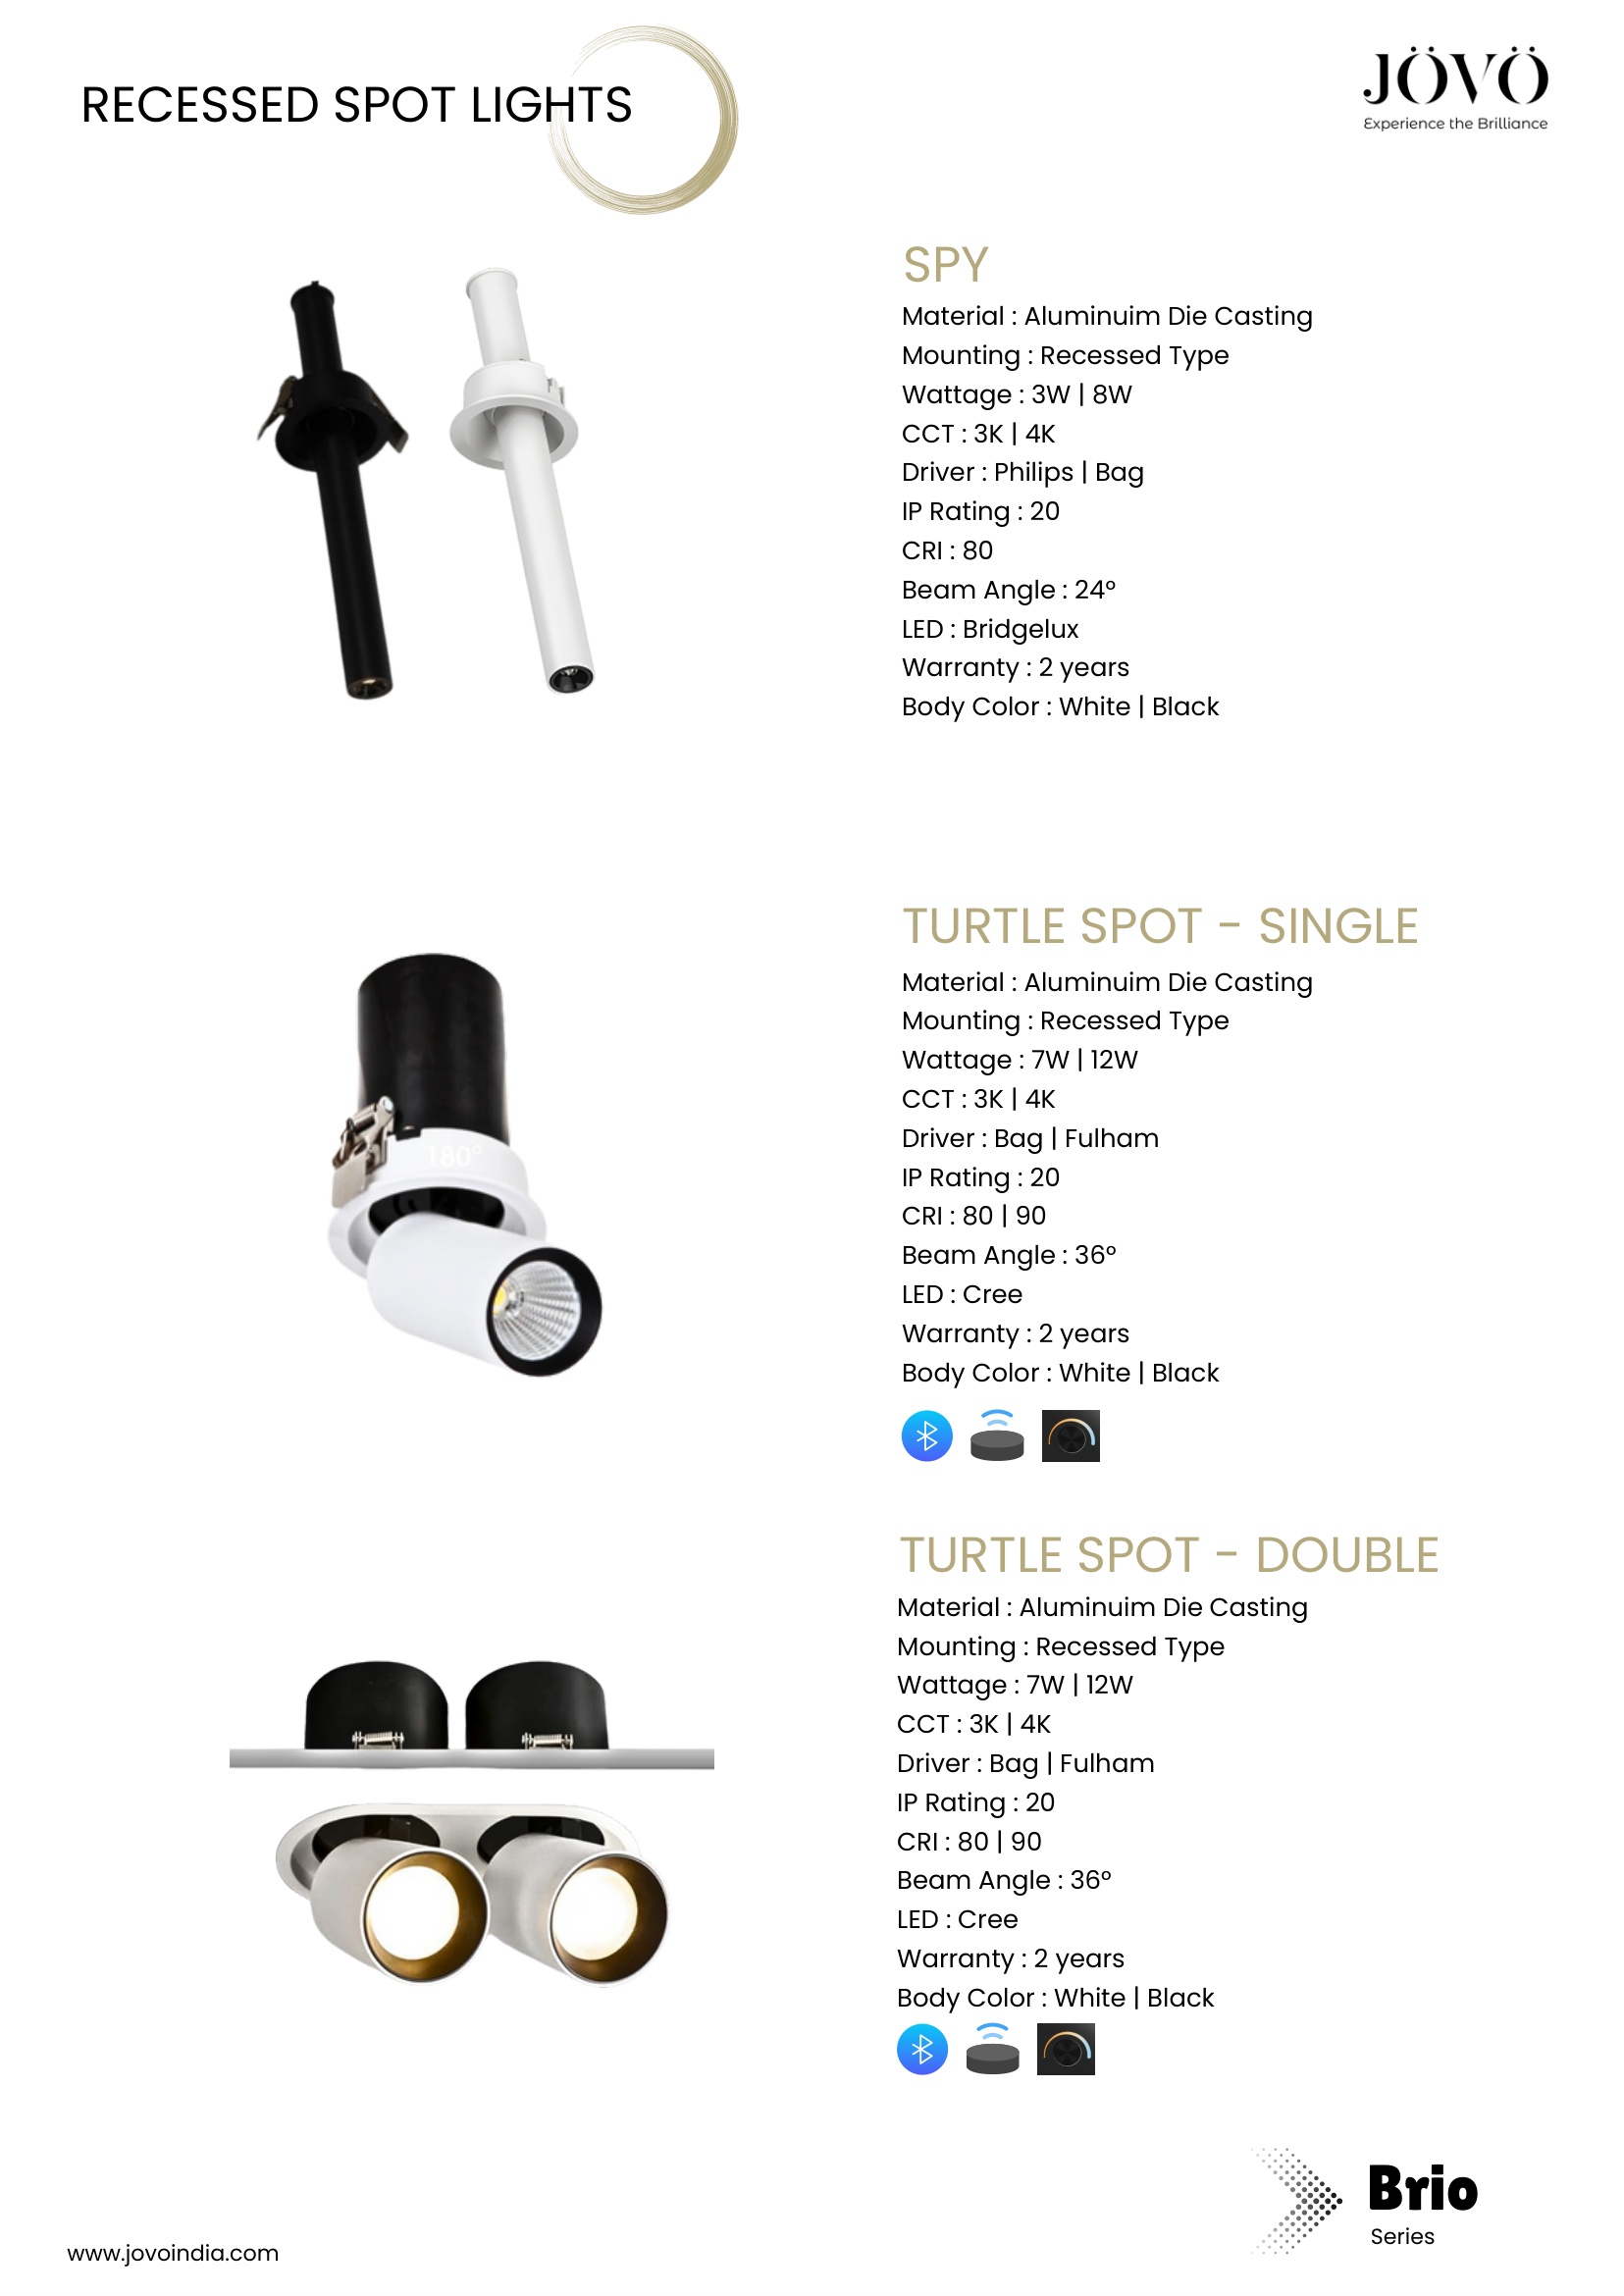 RECESSED SPOT LIGHTS
JÖVÖ
Experience the Brilliance
SPY
Material : Aluminuim Die Casting
Mounting : Recessed Type
Wattage : 3W | 8W
CCT : 3K | 4K
Driver : Philips | Bag
IP Rating : 20
CRI : 80
Beam Angle : 24°
LED : Bridgelux
Warranty : 2 years
Body Color : White | Black
TURTLE SPOT - SINGLE
Material : Aluminuim Die Casting
Mounting : Recessed Type
Wattage : 7W | 12W
CCT : 3K | 4K
Driver : Bag | Fulham
IP Rating : 20
CRI : 80 | 90
Beam Angle : 36°
LED : Cree
Warranty : 2 years
Body Color : White | Black
180°
TURTLE SPOT - DOUBLE
Material : Aluminuim Die Casting
Mounting : Recessed Type
Wattage : 7W | 12W
CCT : 3K | 4K
Driver : Bag | Fulham
IP Rating : 20
CRI : 80 | 90
Beam Angle : 36°
LED : Cree
Warranty : 2 years
Body Color : White | Black
Brio
Series
www.jovoindia.com